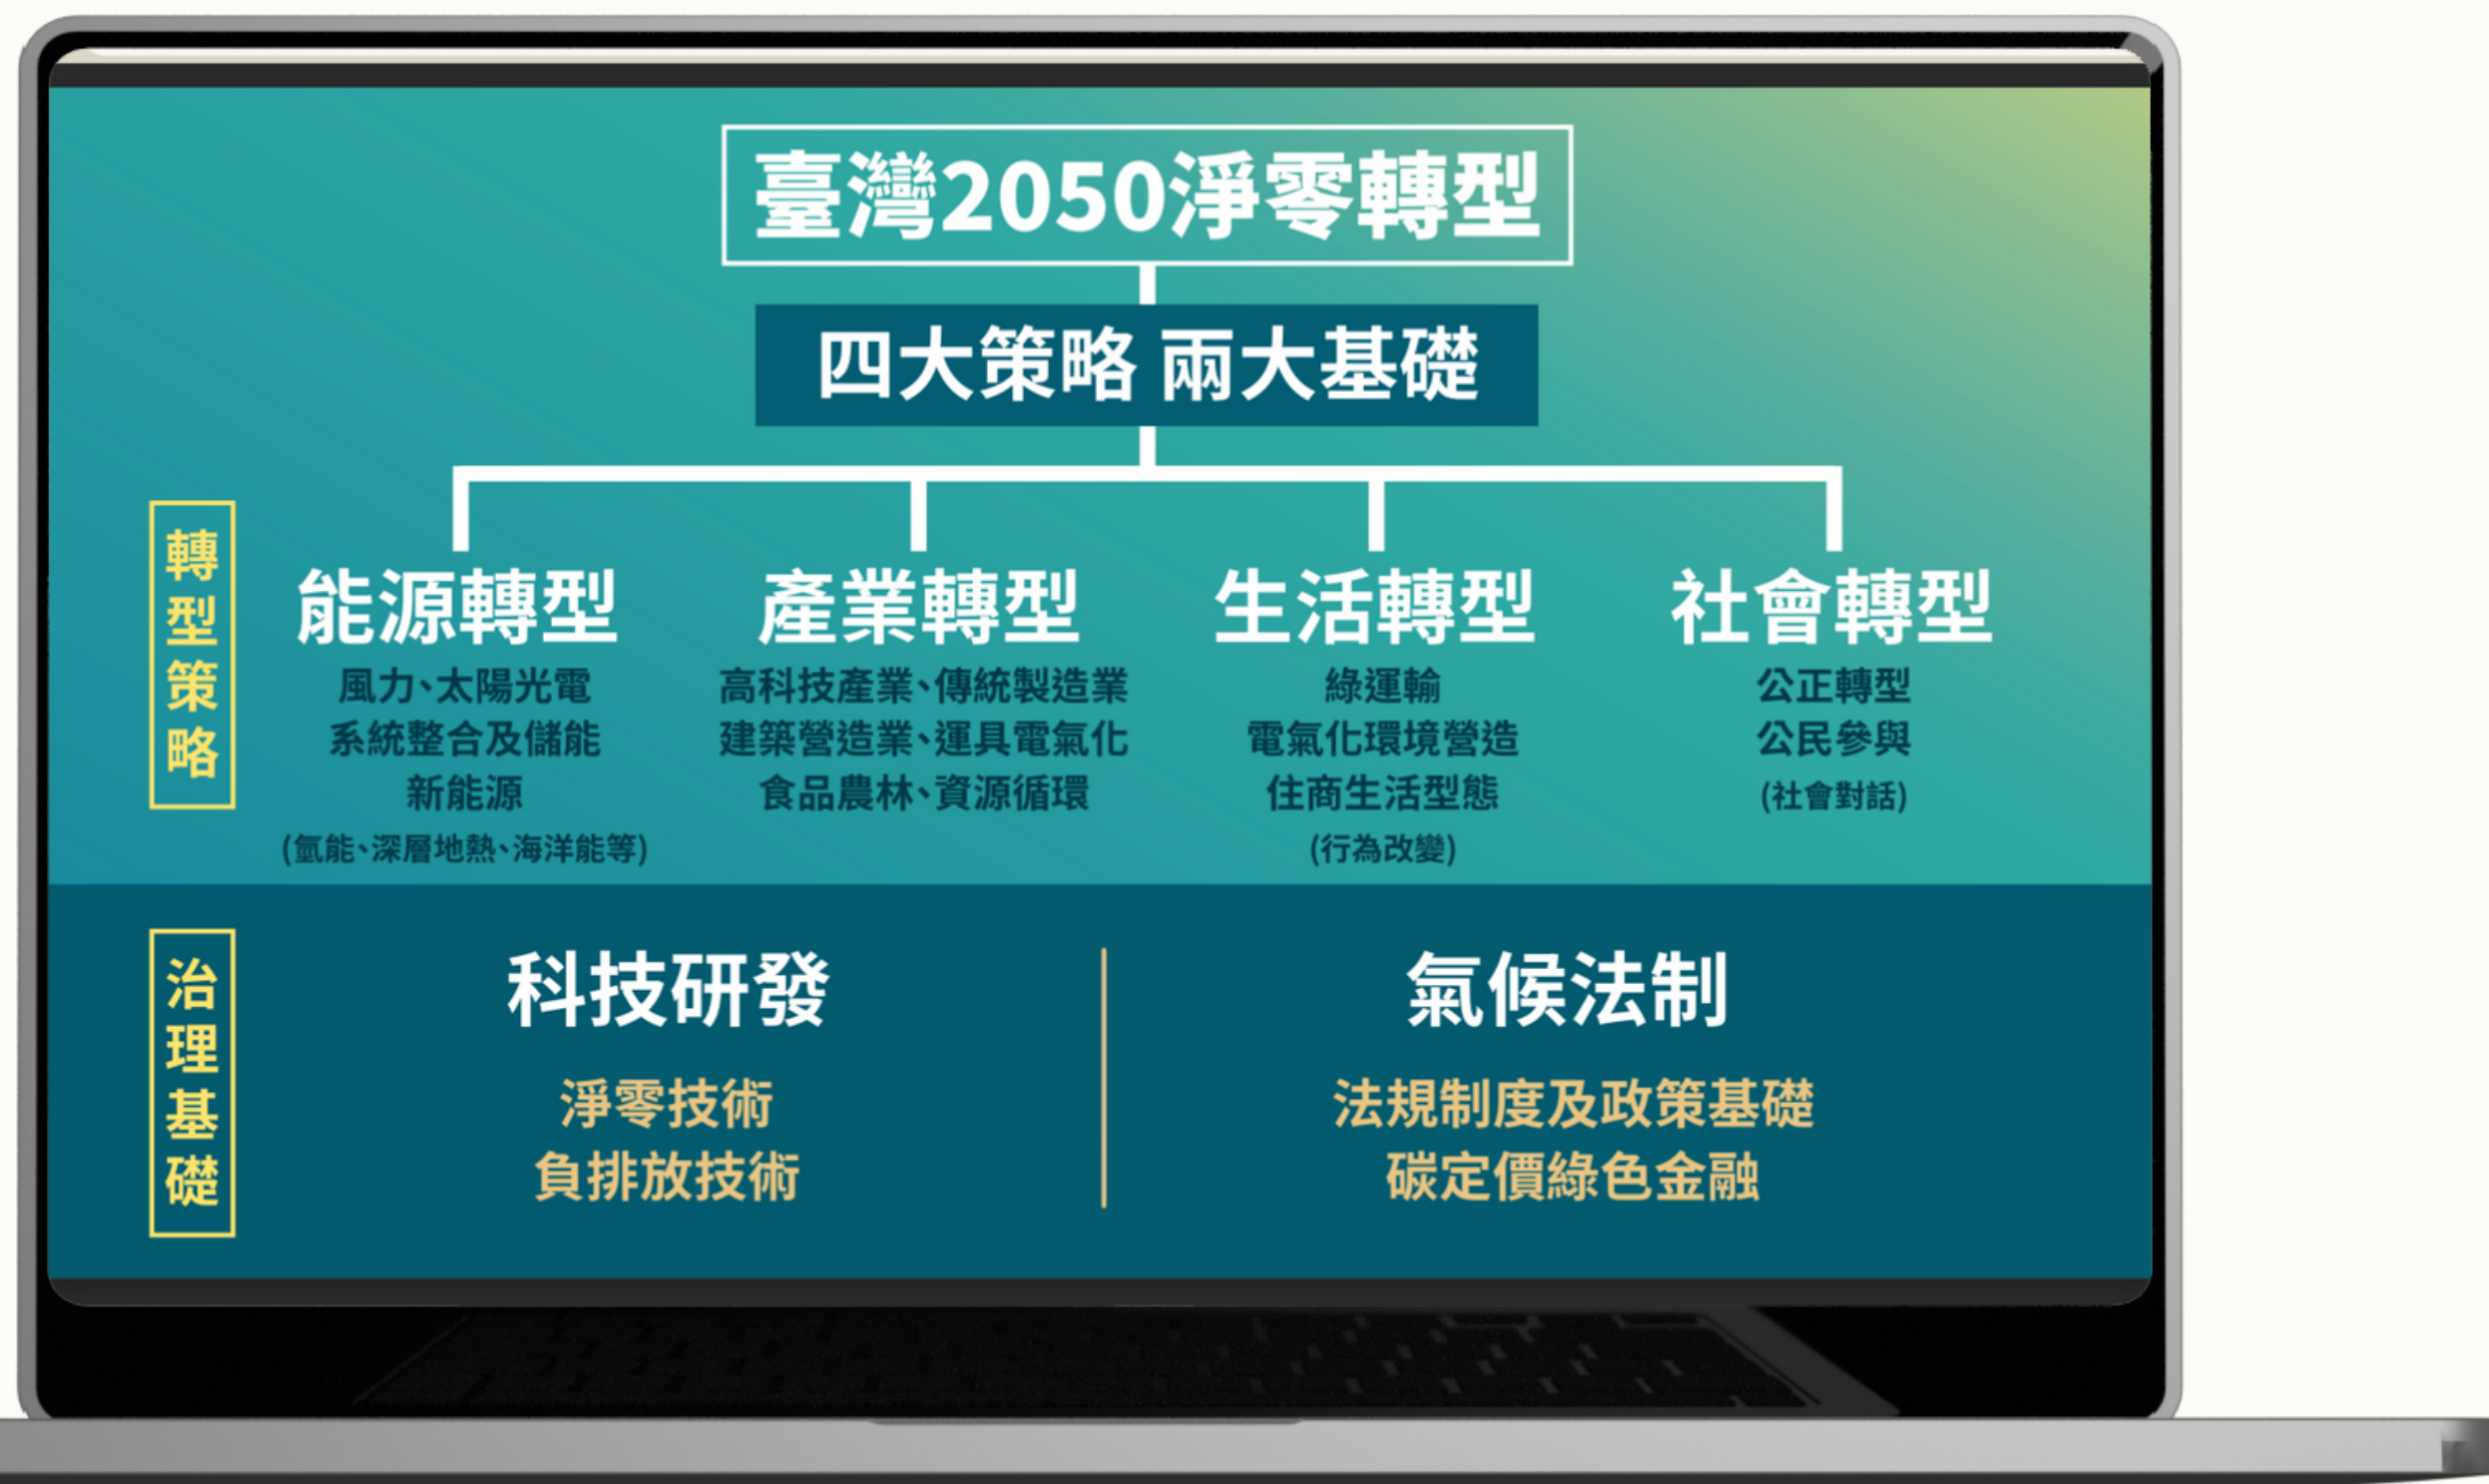 臺灣2050淨零轉型
四大策略 兩大基礎
轉型策略
能源轉型
風力、太陽光電
系統整合及儲能
新能源
(氫能、深層地熱、海洋能等)
產業轉型
高科技產業、傳統製造業
建築營造業、運具電氣化
食品農林、資源循環
生活轉型
綠運輸
電氣化環境營造
住商生活型態
(行為改變)
社會轉型
公正轉型
公民參與
(社會對話)
治理基礎
科技研發
淨零技術
負排放技術
氣候法制
法規制度及政策基礎
碳定價綠色金融